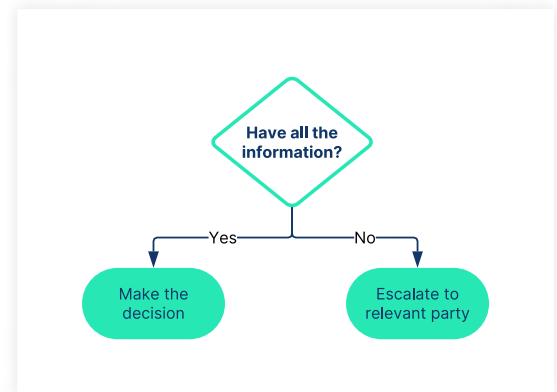 Have all the
information?
Yes
No
Make the
decision
Escalate to
relevant party